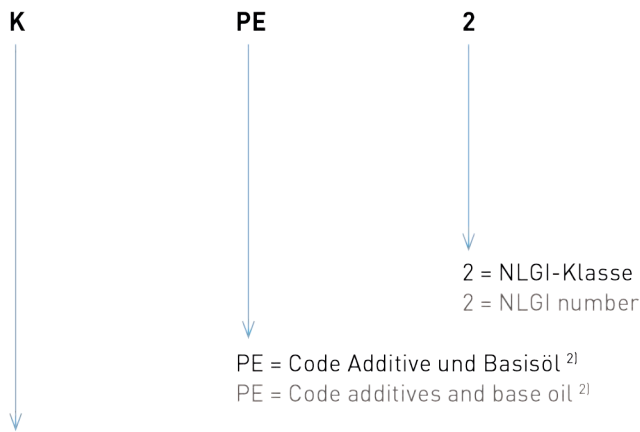 K PE 2
2 = NLGI-Klasse
2 = NLGI number
PE = Code Additive und Basisöl 2)
PE = Code additives and base oil 2)